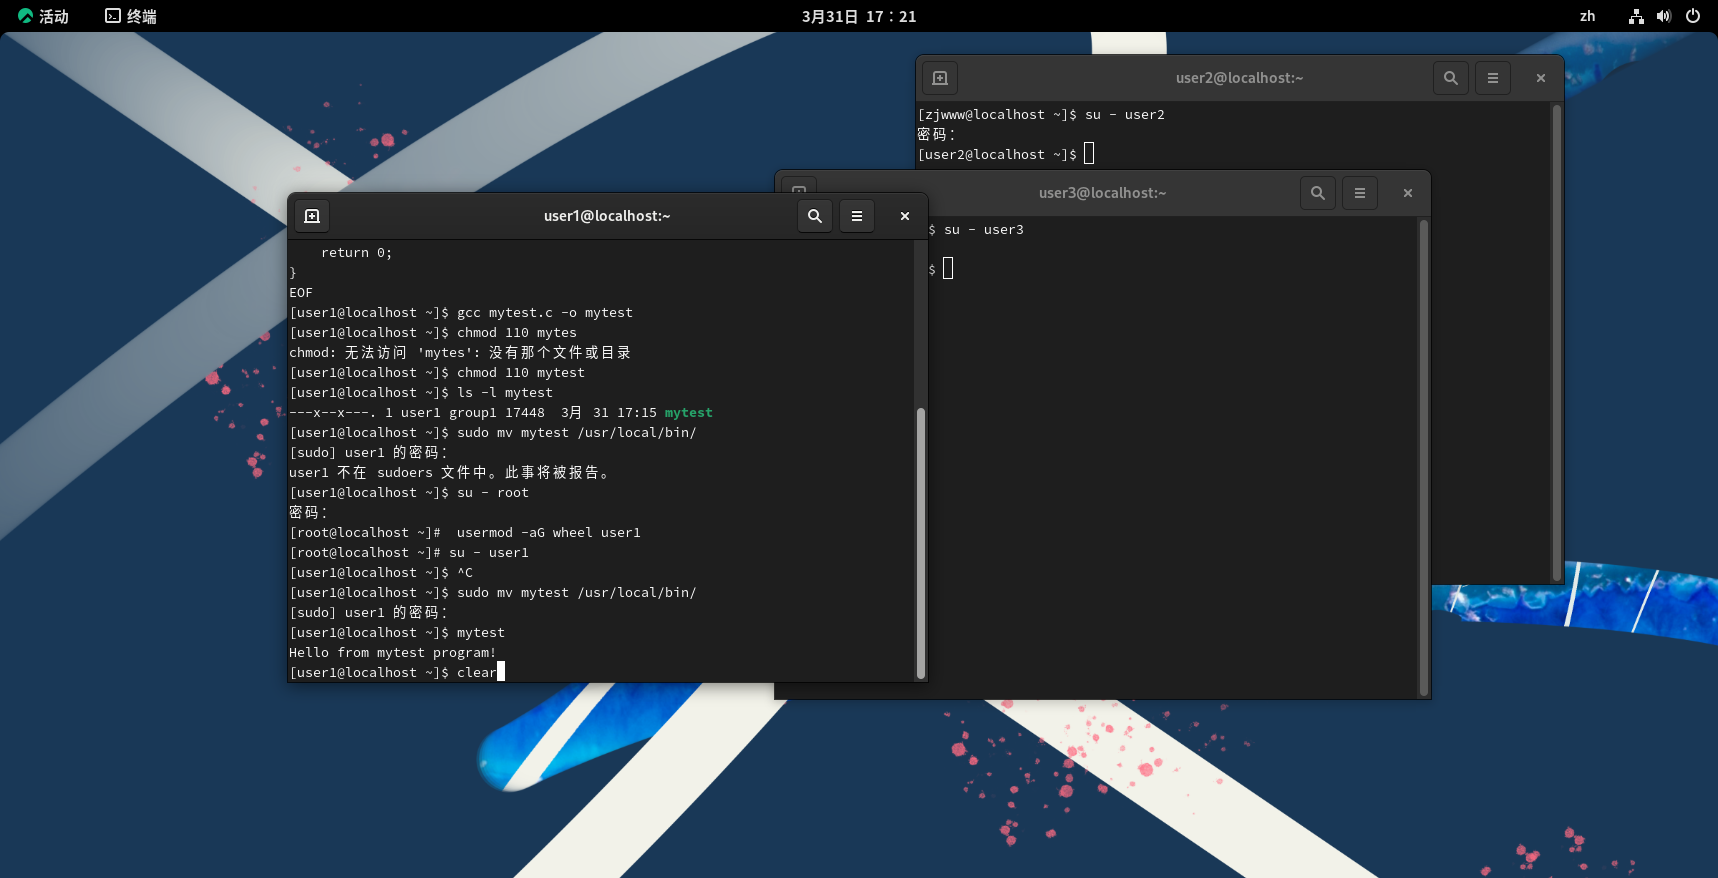 活动
终端
3月31日 17：21
zh
user2@localhost:~
[zjwww@localhost ~]$ su - user2
密码：
[user2@localhost ~]$
user3@localhost:~
$ su - user3
$
user1@localhost:~
    return 0;
}
EOF
[user1@localhost ~]$ gcc mytest.c -o mytest
[user1@localhost ~]$ chmod 110 mytes
chmod: 无法访问 'mytes': 没有那个文件或目录
[user1@localhost ~]$ chmod 110 mytest
[user1@localhost ~]$ ls -l mytest
---x--x---. 1 user1 group1 17448  3月 31 17:15 mytest
[user1@localhost ~]$ sudo mv mytest /usr/local/bin/
[sudo] user1 的密码：
user1 不在 sudoers 文件中。此事将被报告。
[user1@localhost ~]$ su - root
密码：
[root@localhost ~]#  usermod -aG wheel user1
[root@localhost ~]# su - user1
[user1@localhost ~]$ ^C
[user1@localhost ~]$ sudo mv mytest /usr/local/bin/
[sudo] user1 的密码：
[user1@localhost ~]$ mytest
Hello from mytest program!
[user1@localhost ~]$ clear